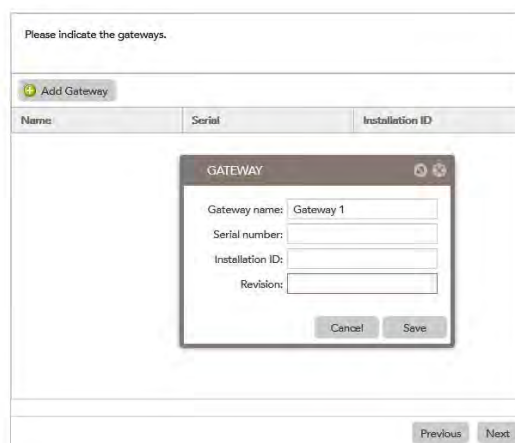 Please indicate the gateways.
Add Gateway
Name Serial Installation ID
GATEWAY
Gateway name: Gateway 1
Serial number:
Installation ID:
Revision:
Cancel Save
Previous Next